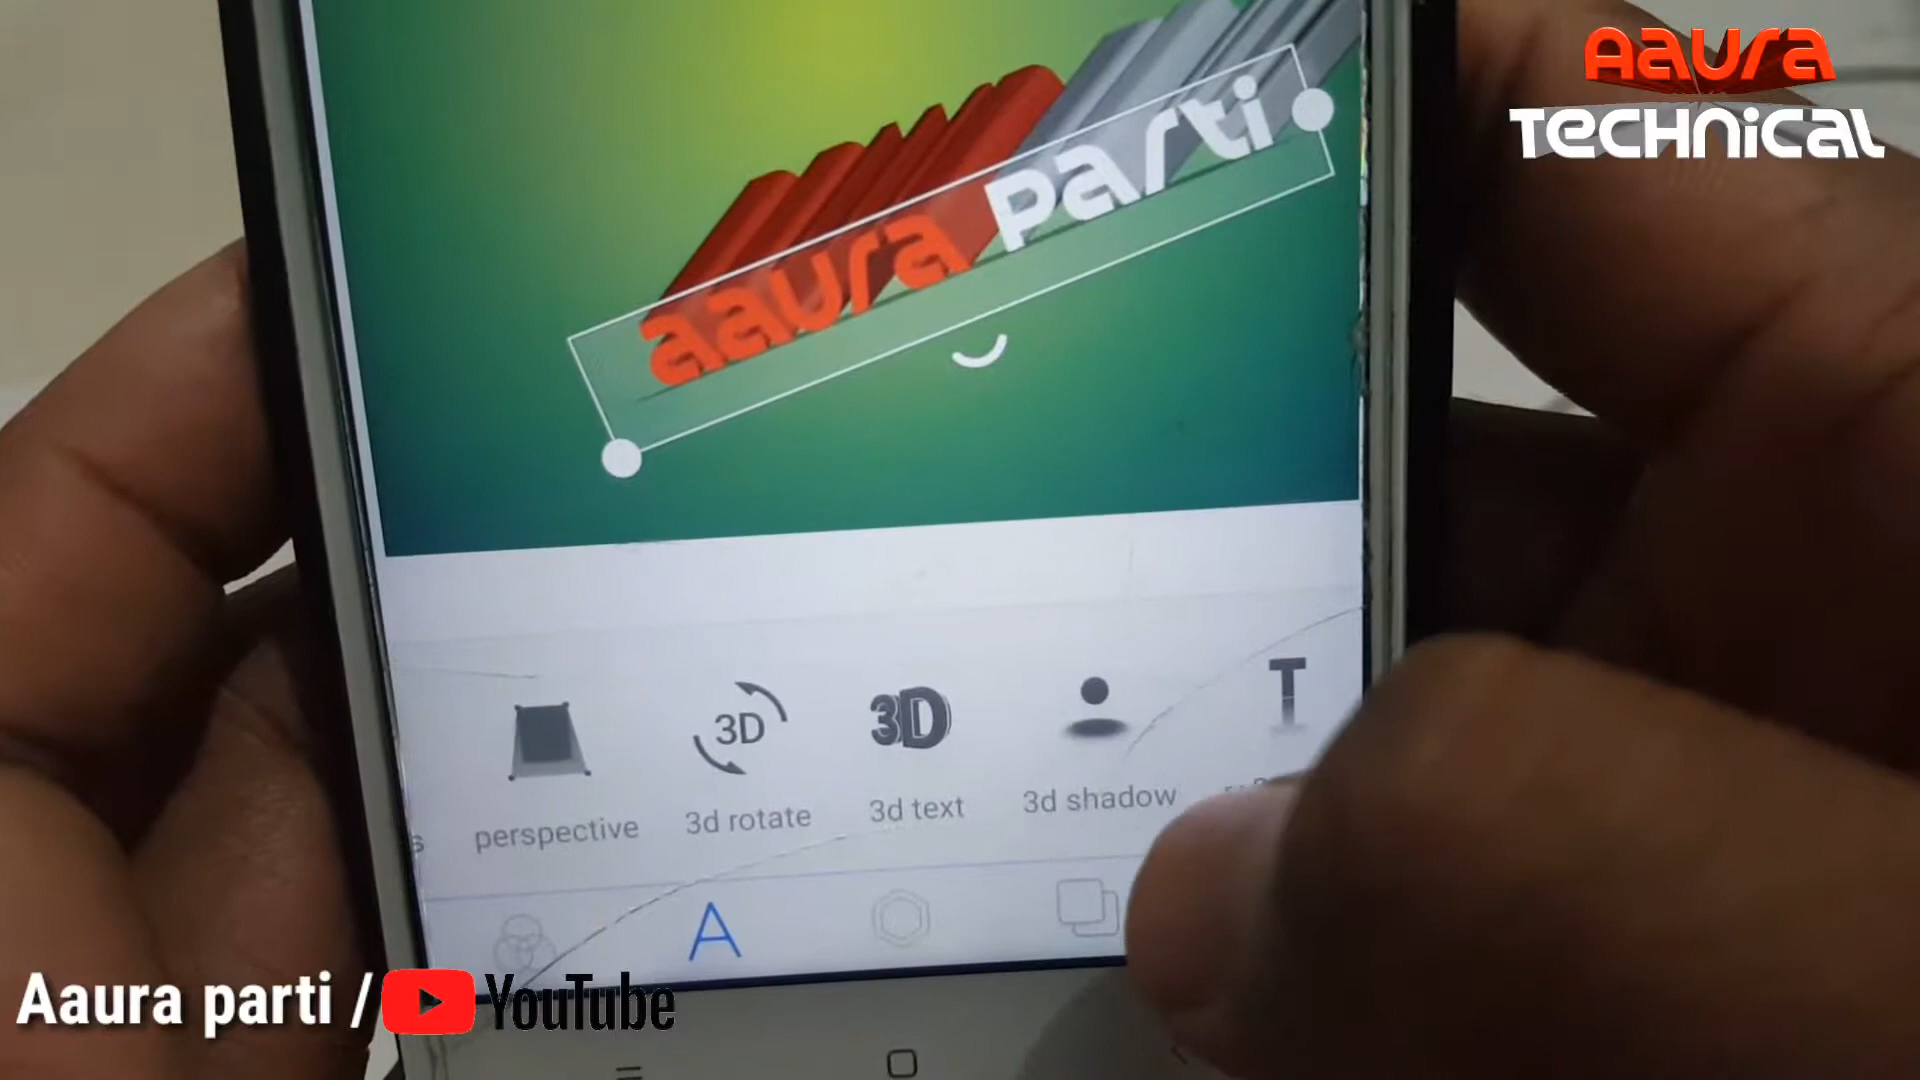 Aaura
TECHNICAL
aaura parti
3D
3D
T
perspective
3d rotate
3d text
3d shadow
A
Aaura parti / YouTube